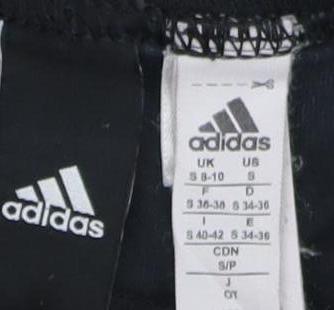 adidas
adidas
UK US
S 8-10 S
F D
S 36-38 S 34-36
I E
S 40-42 S 34-36
CDN
S/P
J
OT